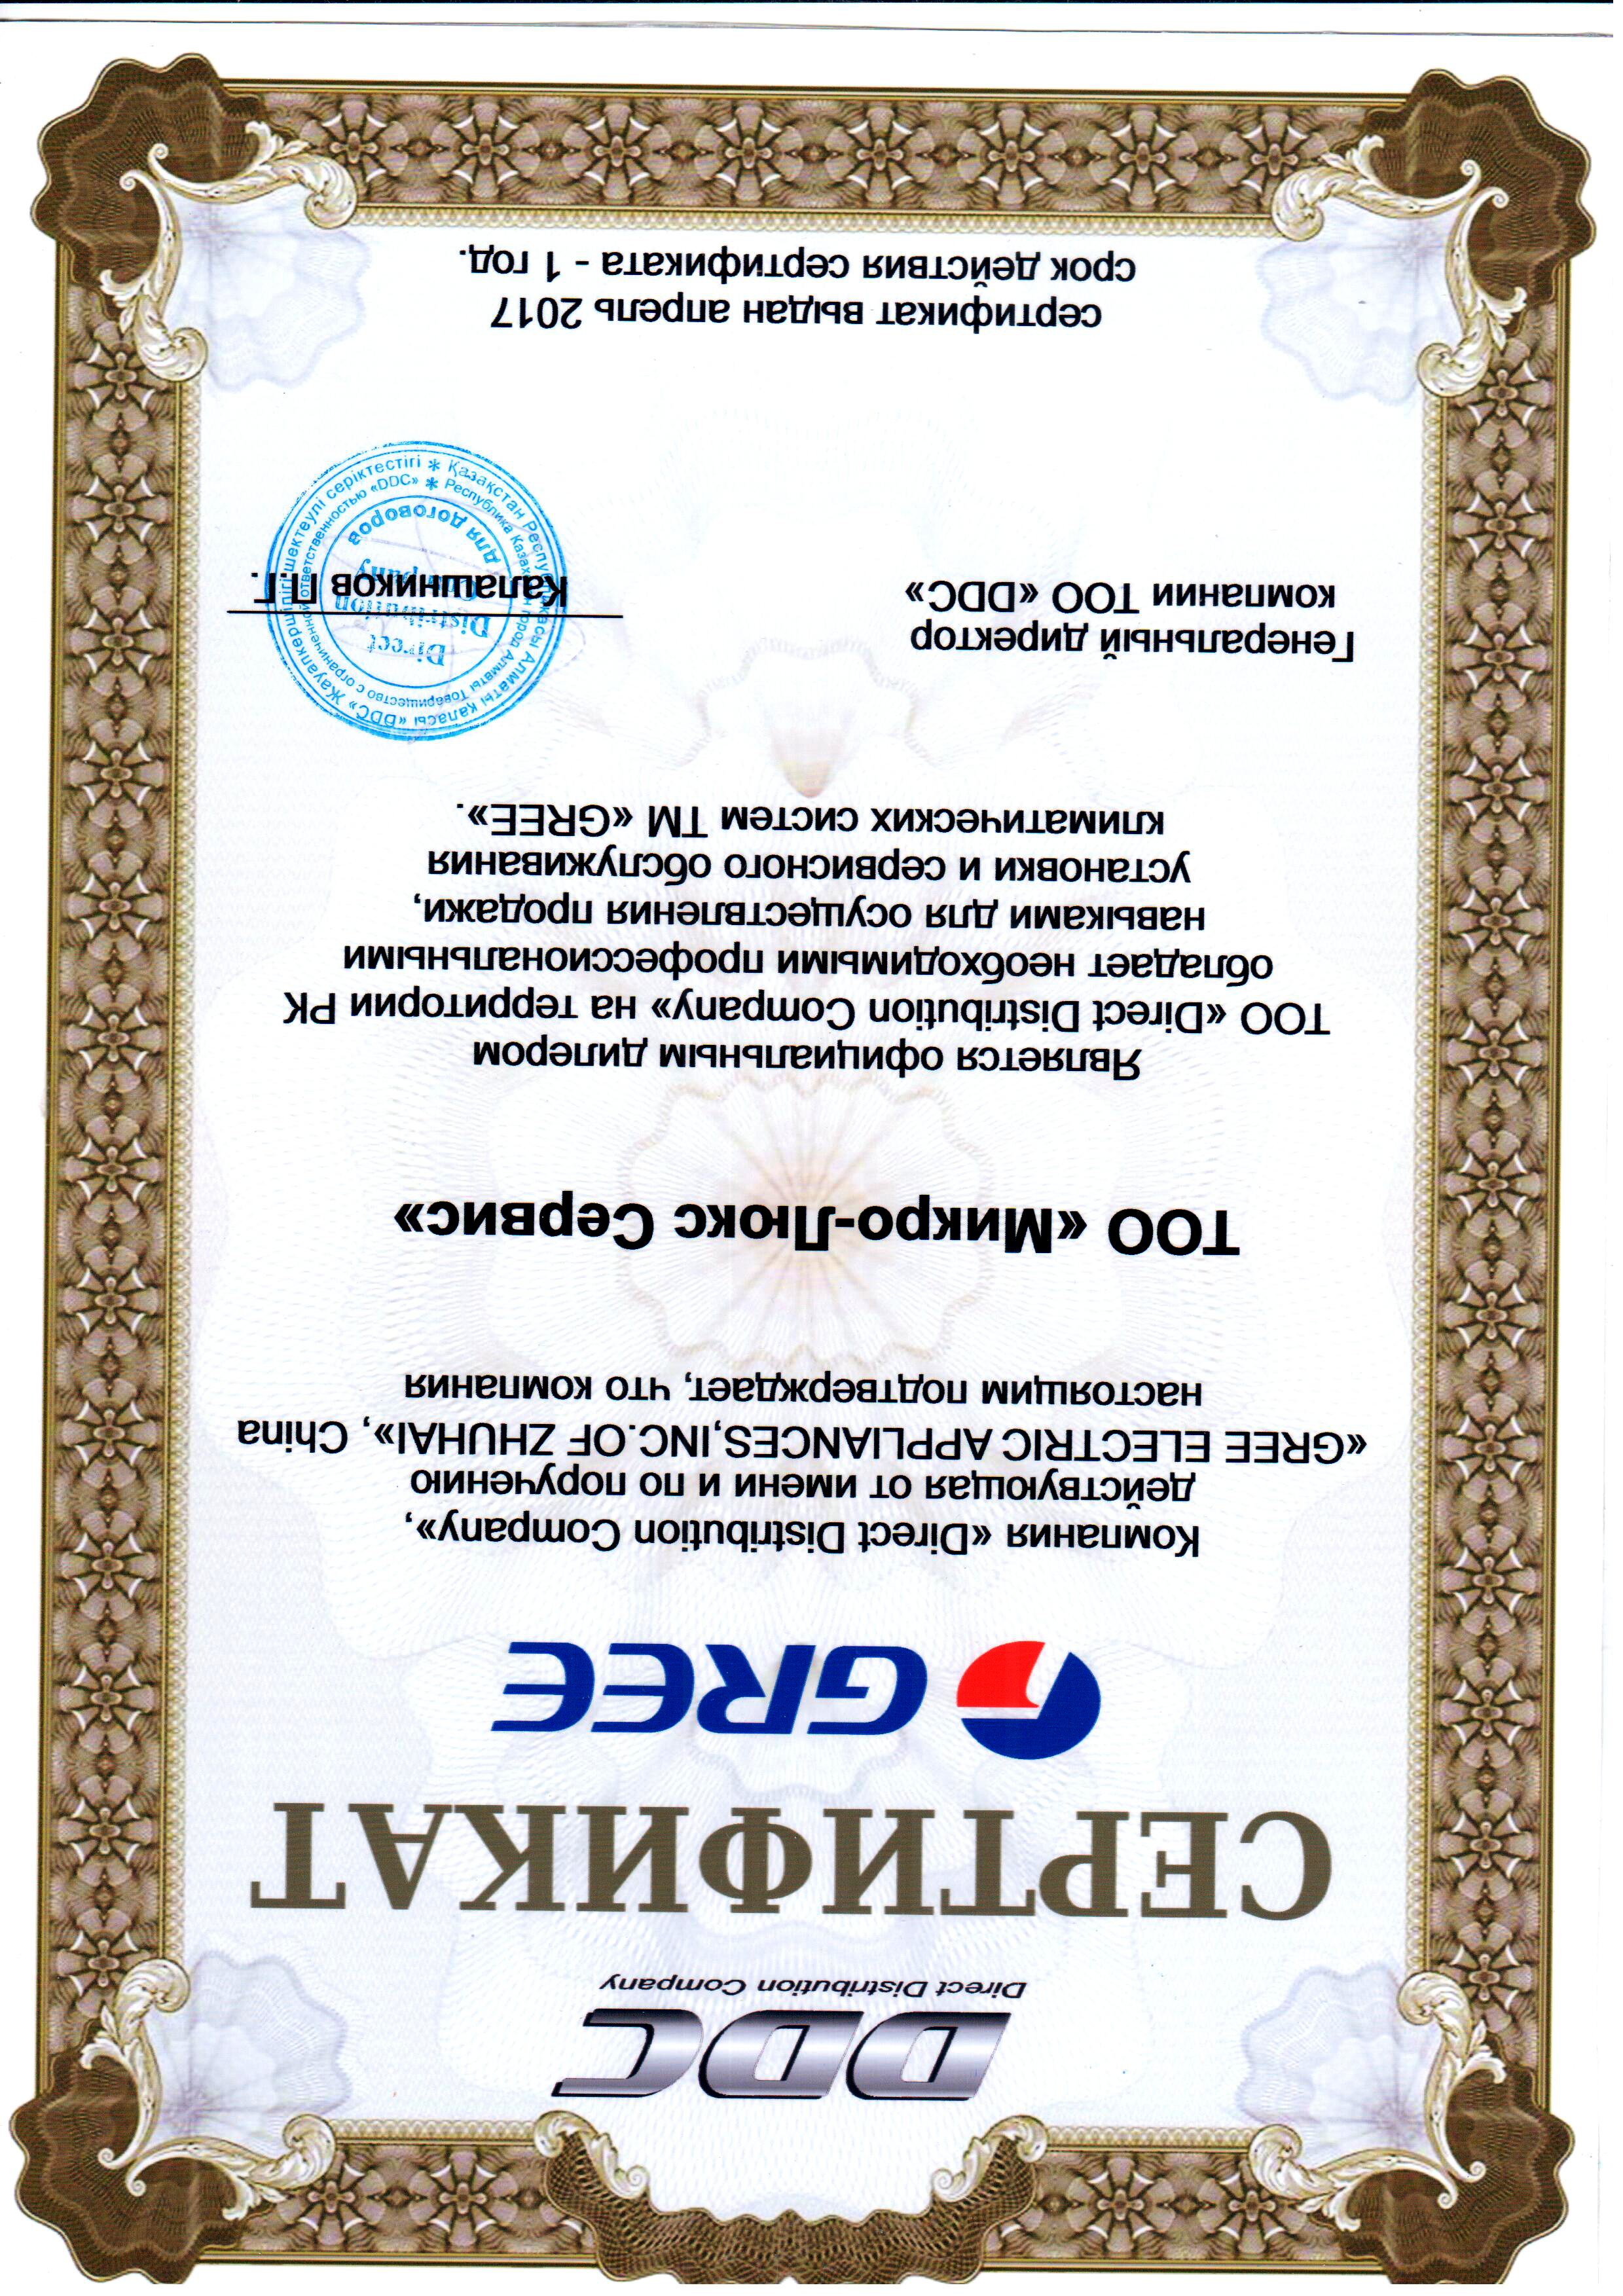 DDC
Direct Distribution Company
СЕРТИФИКАТ
GREE
Компания «Direct Distribution Company»,
действующая от имени и по поручению
«GREE ELECTRIC APPLIANCES,INC.OF ZHUHAI», China
настоящим подтверждает, что компания
ТОО «Микро-Люкс Сервис»
Является официальным дилером
ТОО «Direct Distribution Company» на территории РК
обладает необходимыми профессиональными
навыками для осуществления продажи,
установки и сервисного обслуживания
климатических систем ТМ «GREE».
Генеральный директор
компании ТОО «DDC»
Калашников П.Г.
Қазақстан Республикасы Алматы қаласы «DDC» Жауапкершілігі шектеулі серіктестігі
Республика Казахстан город Алматы Товарищество с ограниченной ответственностью «DDC»
Direct
Distribution
Company
для договоров
сертификат выдан апрель 2017
срок действия сертификата - 1 год.